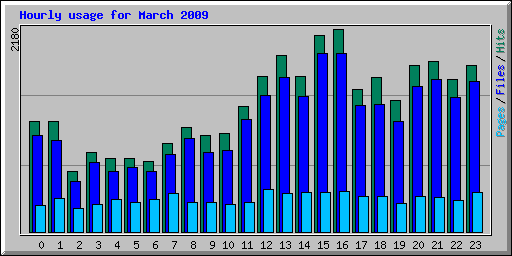 Hourly usage for March 2009
2180
Pages/Files/Hits
0 1 2 3 4 5 6 7 8 9 10 11 12 13 14 15 16 17 18 19 20 21 22 23